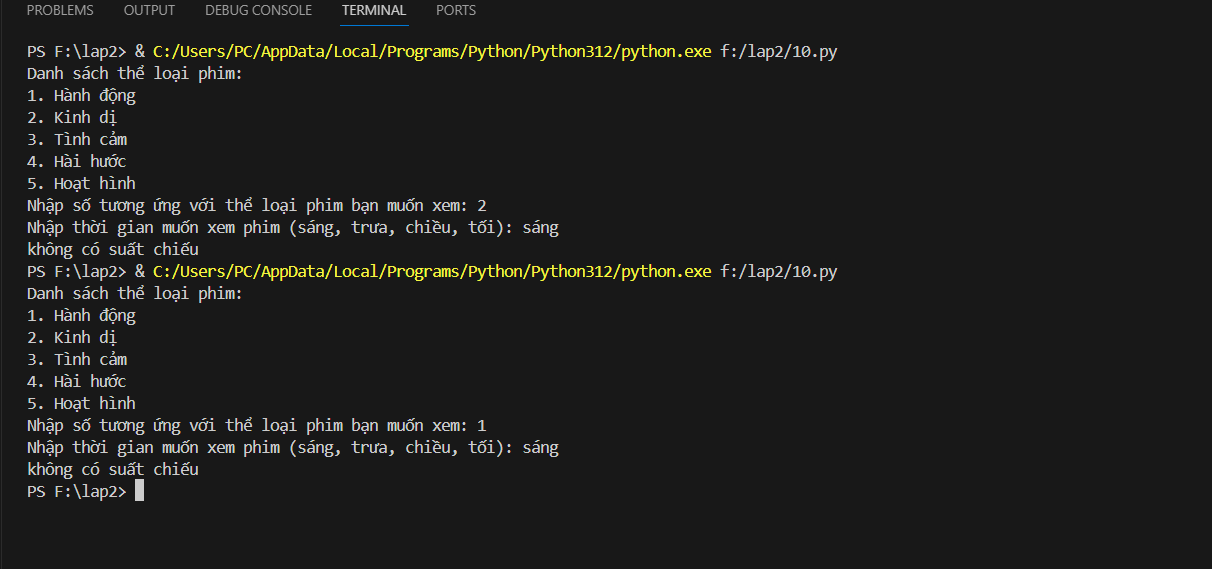 PROBLEMS OUTPUT DEBUG CONSOLE TERMINAL PORTS
PS F:\lap2> & C:/Users/PC/AppData/Local/Programs/Python/Python312/python.exe f:/lap2/10.py
Danh sách thể loại phim:
1. Hành động
2. Kinh dị
3. Tình cảm
4. Hài hước
5. Hoạt hình
Nhập số tương ứng với thể loại phim bạn muốn xem: 2
Nhập thời gian muốn xem phim (sáng, trưa, chiều, tối): sáng
không có suất chiếu
PS F:\lap2> & C:/Users/PC/AppData/Local/Programs/Python/Python312/python.exe f:/lap2/10.py
Danh sách thể loại phim:
1. Hành động
2. Kinh dị
3. Tình cảm
4. Hài hước
5. Hoạt hình
Nhập số tương ứng với thể loại phim bạn muốn xem: 1
Nhập thời gian muốn xem phim (sáng, trưa, chiều, tối): sáng
không có suất chiếu
PS F:\lap2>